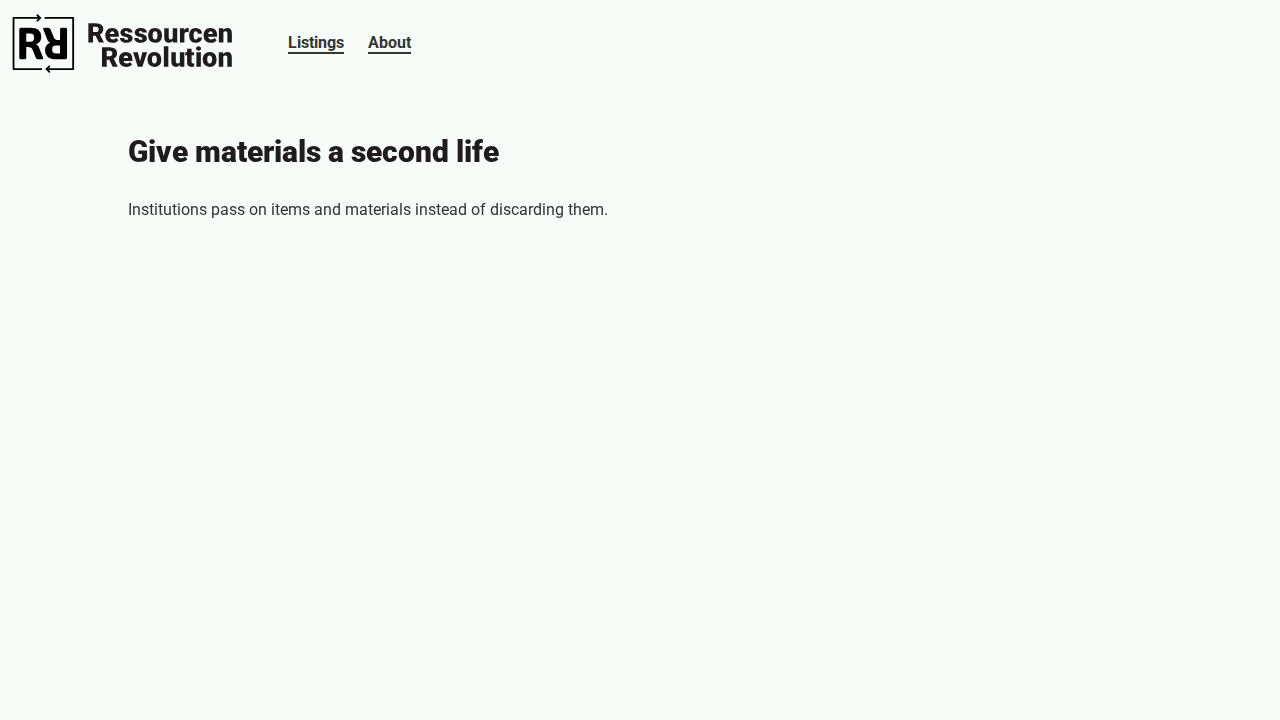 RR
Ressourcen
Revolution
Listings About
Give materials a second life
Institutions pass on items and materials instead of discarding them.